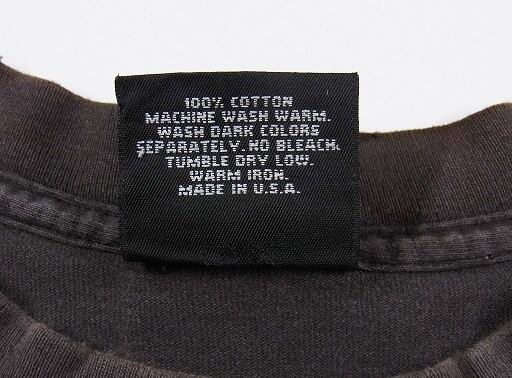 100% COTTON
MACHINE WASH WARM.
WASH DARK COLORS
SEPARATELY. NO BLEACH.
TUMBLE DRY LOW.
WARM IRON.
MADE IN U.S.A.